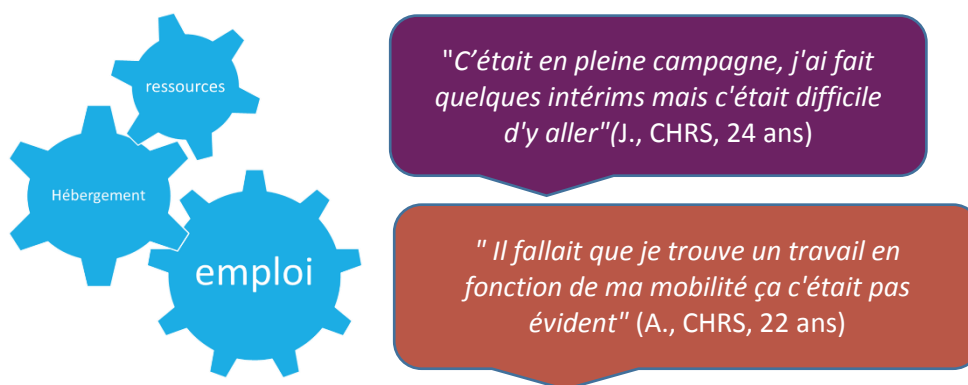 ressources
Hébergement
emploi
"C’était en pleine campagne, j'ai fait
quelques intérims mais c'était difficile
d'y aller"(J., CHRS, 24 ans)
" Il fallait que je trouve un travail en
fonction de ma mobilité ça c'était pas
évident" (A., CHRS, 22 ans)